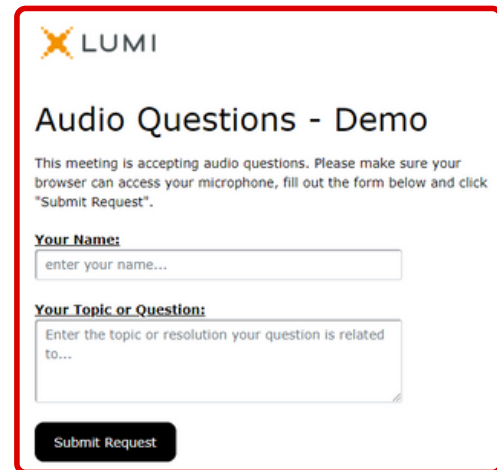 LUMI
Audio Questions - Demo
This meeting is accepting audio questions. Please make sure your
browser can access your microphone, fill out the form below and click
"Submit Request".
Your Name:
enter your name...
Your Topic or Question:
Enter the topic or resolution your question is related
to...
Submit Request